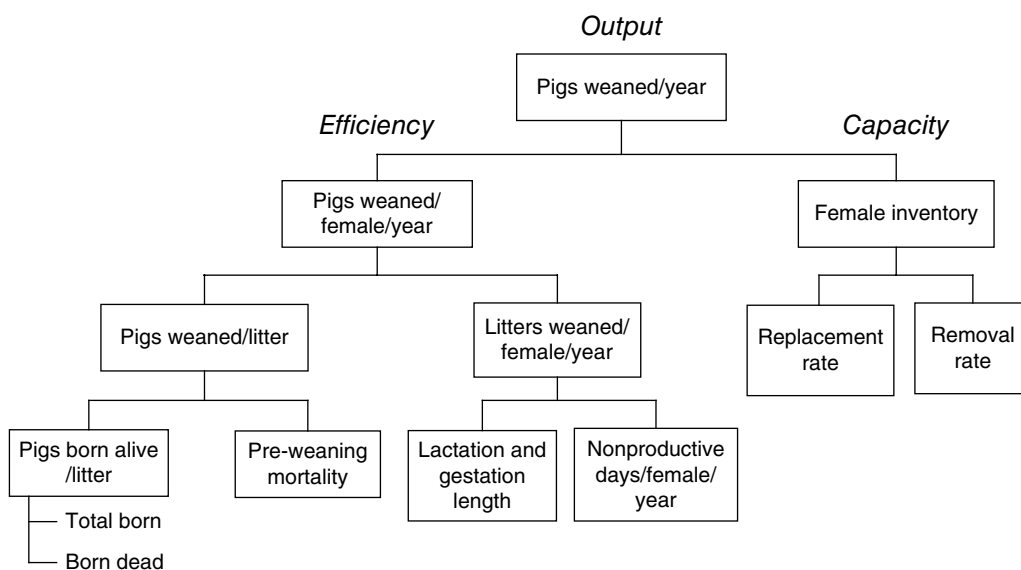 Output
Pigs weaned/year
Efficiency
Capacity
Pigs weaned/
female/year
Female inventory
Pigs weaned/litter
Litters weaned/
female/year
Replacement
rate
Removal
rate
Pigs born alive
/litter
Pre-weaning
mortality
Lactation and
gestation
length
Nonproductive
days/female/
year
Total born
Born dead